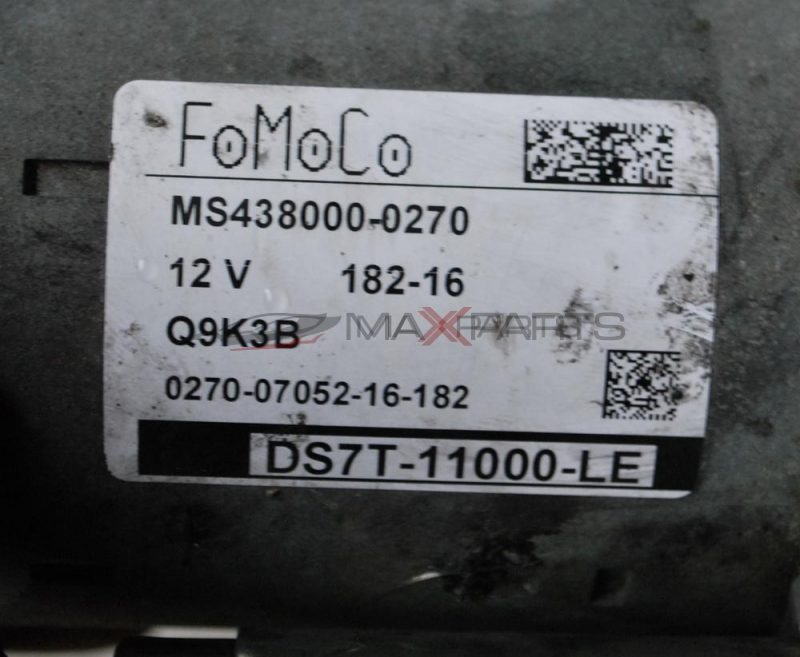 FoMoCo
MS438000-0270
12 V 182-16
Q9K3B
MAXPARTS
0270-07052-16-182
DS7T-11000-LE